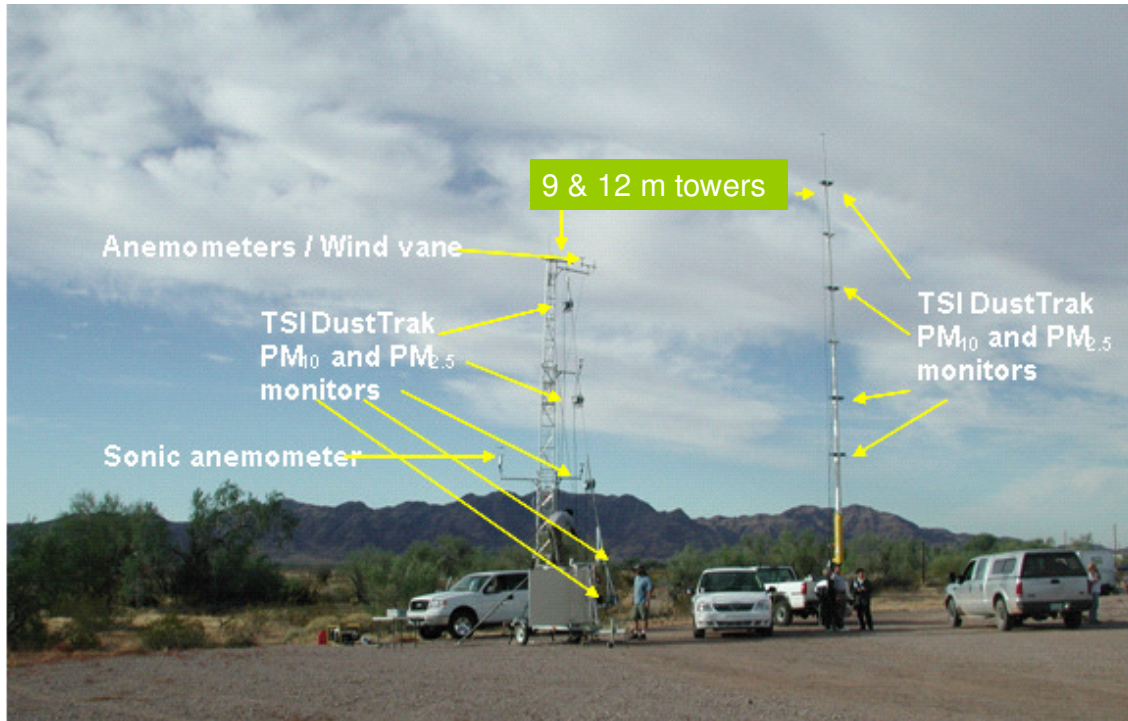 9 & 12 m towers
Anemometers / Wind vane
TSI DustTrak
PM10 and PM2.5
monitors
TSI DustTrak
PM10 and PM2.5
monitors
Sonic anemometer